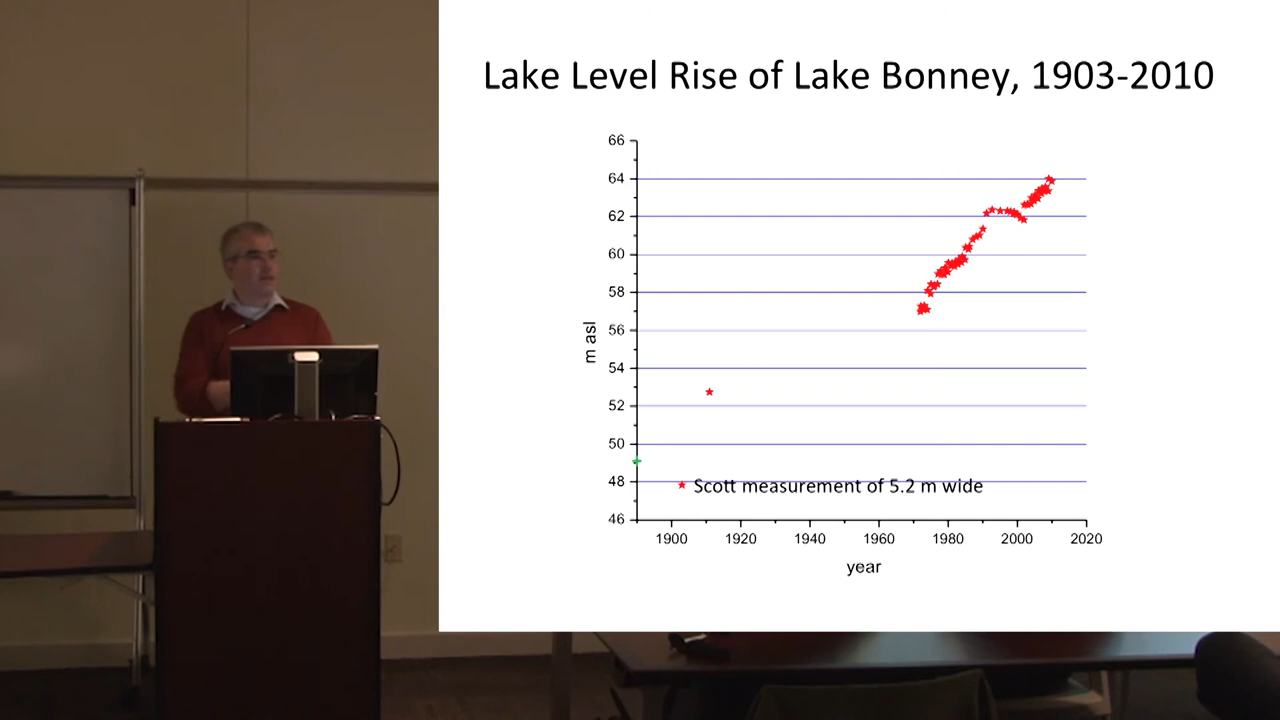 Lake Level Rise of Lake Bonney, 1903-2010
66
64
62
60
58
56
54
52
50
48
46
m asl
Scott measurement of 5.2 m wide
1900 1920 1940 1960 1980 2000 2020
year